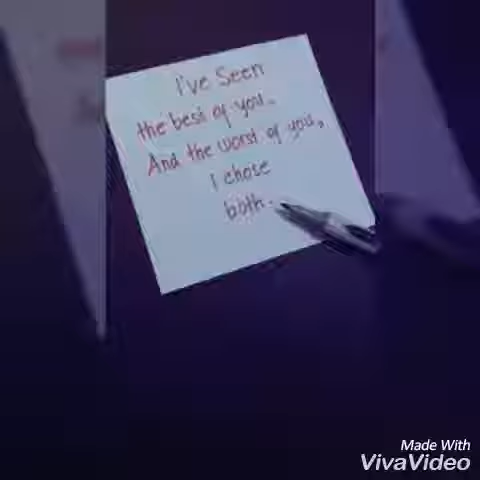 I've Seen
the best of you.
And the worst of you,
I chose
both.
Made With
VivaVideo